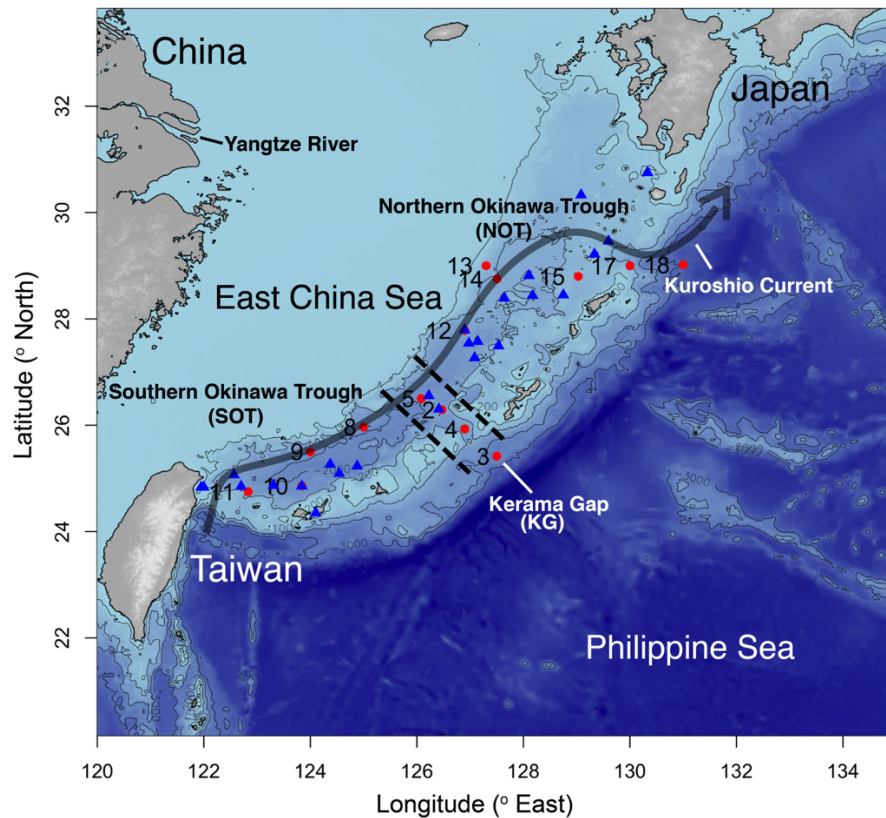 China
Japan
Yangtze River
Northern Okinawa Trough
(NOT)
13
14
15
17
18
Kuroshio Current
East China Sea
12
Southern Okinawa Trough
(SOT)
5
2
200
8
4
9
3
Kerama Gap
(KG)
11
10
Taiwan
3000
Philippine Sea
32
30
28
26
24
22
Latitude (° North)
120
122
124
126
128
130
132
134
Longitude (° East)